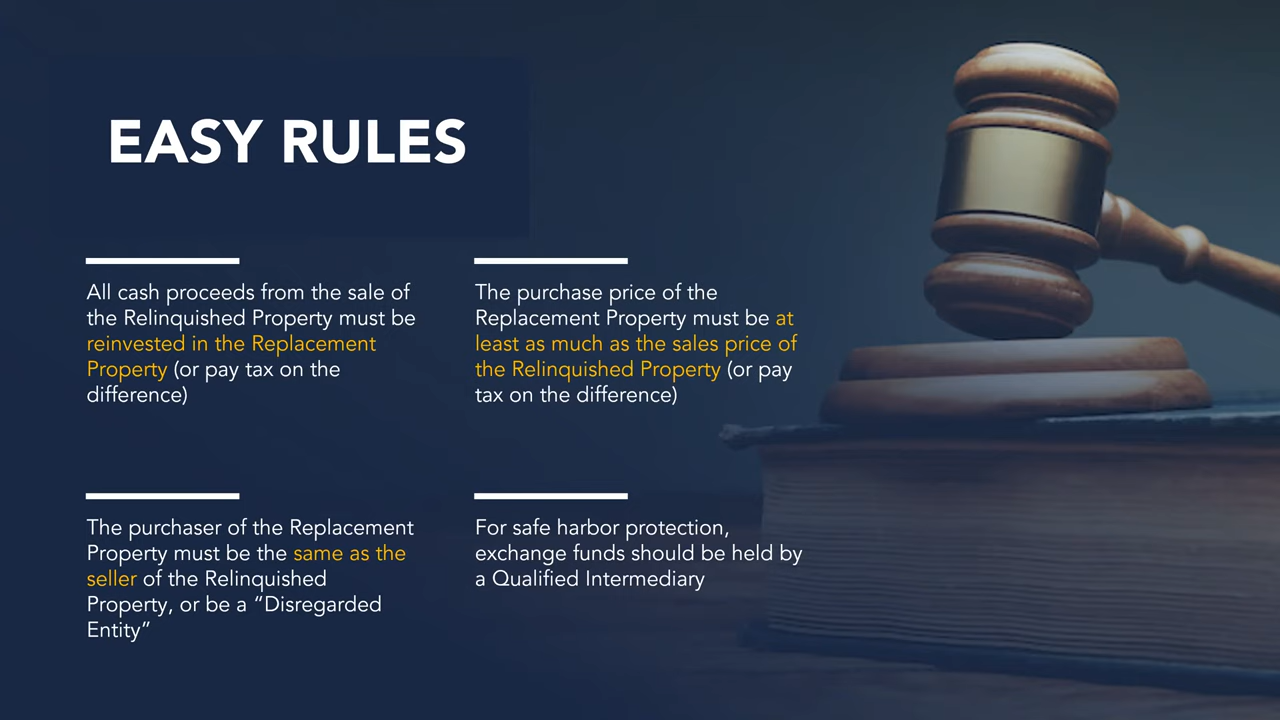 EASY RULES
All cash proceeds from the sale of
the Relinquished Property must be
reinvested in the Replacement
Property (or pay tax on the
difference)
The purchase price of the
Replacement Property must be at
least as much as the sales price of
the Relinquished Property (or pay
tax on the difference)
The purchaser of the Replacement
Property must be the same as the
seller of the Relinquished
Property, or be a “Disregarded
Entity”
For safe harbor protection,
exchange funds should be held by
a Qualified Intermediary